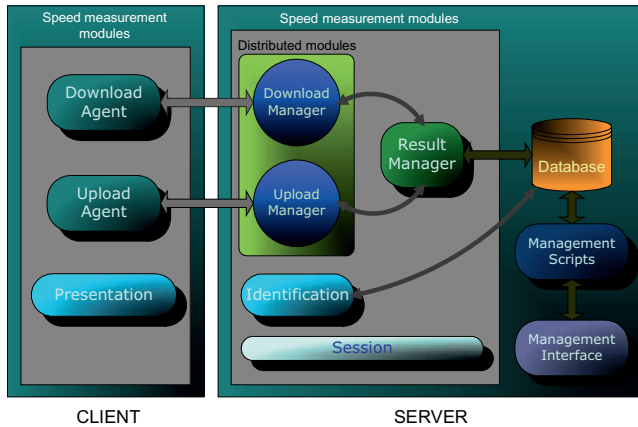 Speed measurement
modules
Download
Agent
Upload
Agent
Presentation
CLIENT
Speed measurement modules
Distributed modules
Download
Manager
Upload
Manager
Result
Manager
Identification
Session
Database
Management
Scripts
Management
Interface
SERVER